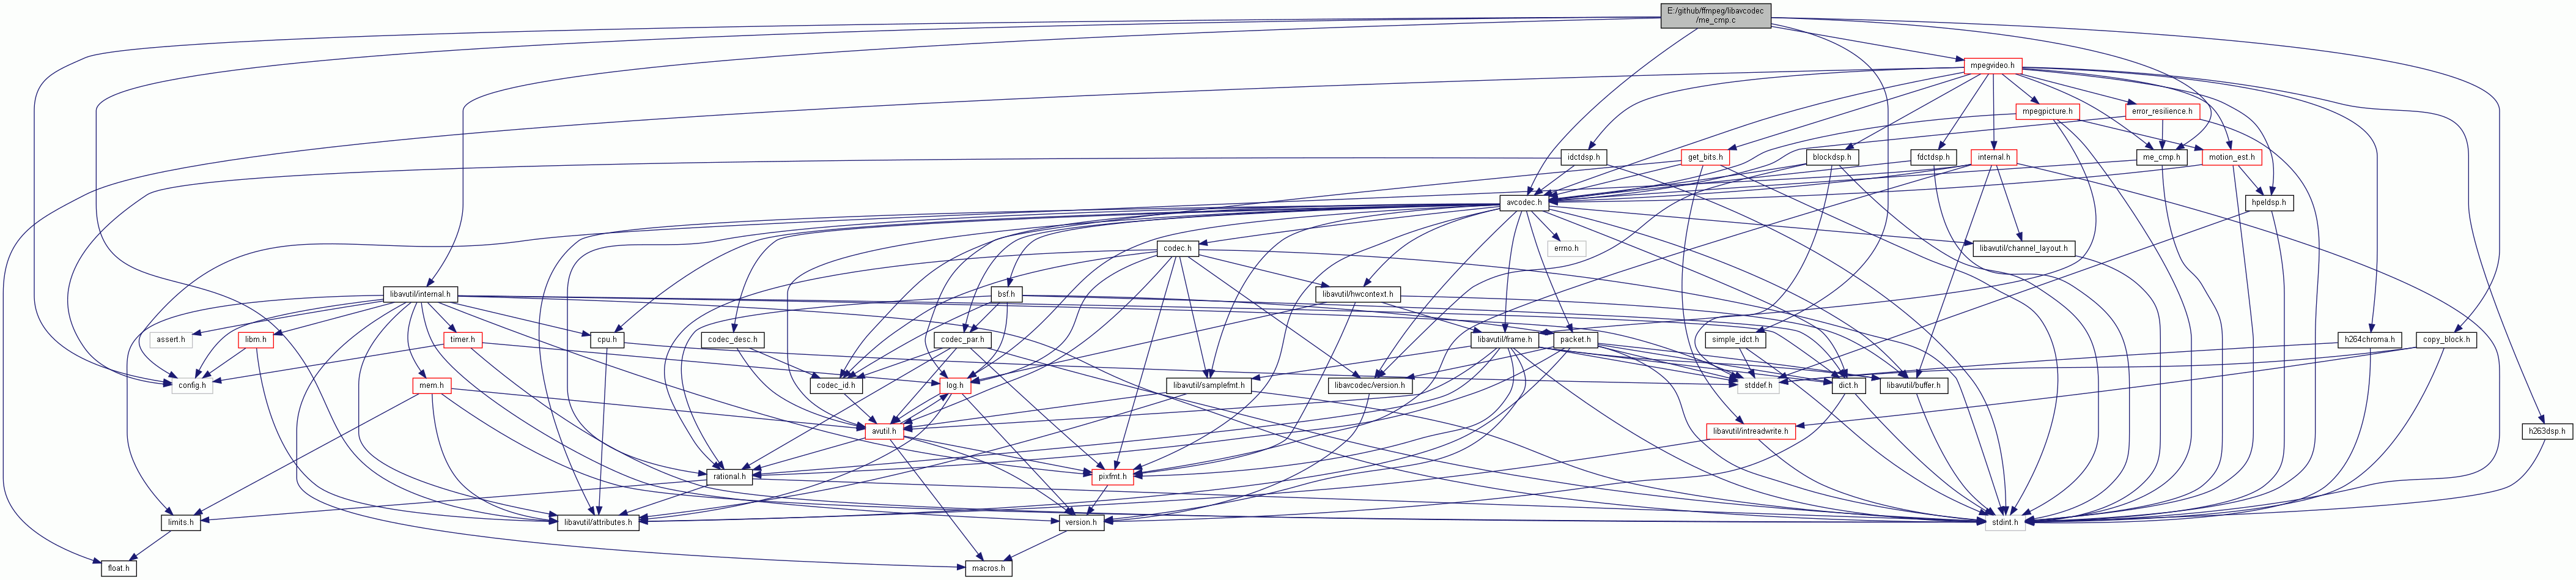 E:/github/ffmpeg/libavcodec
/me_cmp.c
mpegvideo.h
mpegpicture.h
error_resilience.h
idctdsp.h
get_bits.h
blockdsp.h
fdctdsp.h
internal.h
me_cmp.h
motion_est.h
avcodec.h
hpeldsp.h
codec.h
errno.h
libavutil/channel_layout.h
libavutil/internal.h
bsf.h
libavutil/hwcontext.h
assert.h
libm.h
timer.h
cpu.h
codec_desc.h
codec_par.h
libavutil/frame.h
packet.h
simple_idct.h
h264chroma.h
copy_block.h
config.h
mem.h
codec_id.h
log.h
libavutil/samplefmt.h
libavcodec/version.h
stddef.h
dict.h
libavutil/buffer.h
avutil.h
libavutil/intreadwrite.h
h263dsp.h
rational.h
pixfmt.h
limits.h
libavutil/attributes.h
version.h
stdint.h
float.h
macros.h